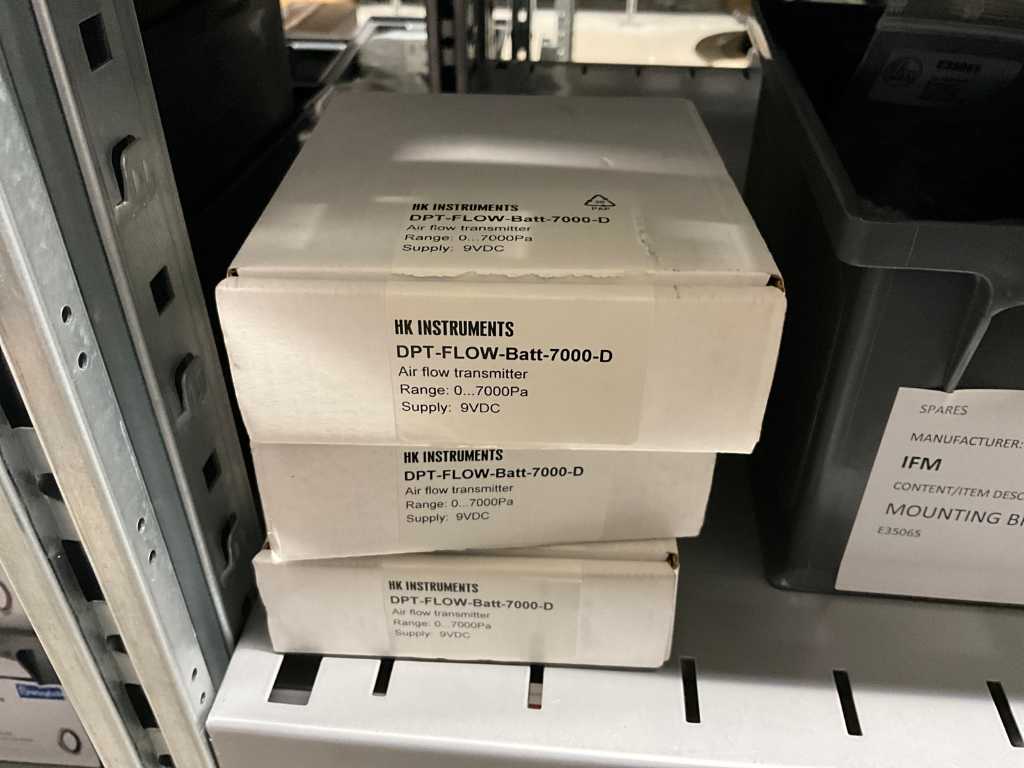 HK INSTRUMENTS
DPT-FLOW-Batt-7000-D
Air flow transmitter
Range: 0...7000Pa
Supply: 9VDC
PAP
HK INSTRUMENTS
DPT-FLOW-Batt-7000-D
Air flow transmitter
Range: 0...7000Pa
Supply: 9VDC
HK INSTRUMENTS
DPT-FLOW-Batt-7000-D
Air flow transmitter
Range: 0...7000Pa
Supply: 9VDC
HK INSTRUMENTS
DPT-FLOW-Batt-7000-D
Air flow transmitter
Range: 0...7000Pa
Supply: 9VDC
E35065
SPARES
MANUFACTURER:
IFM
CONTENT/ITEM DESC
MOUNTING
E35065